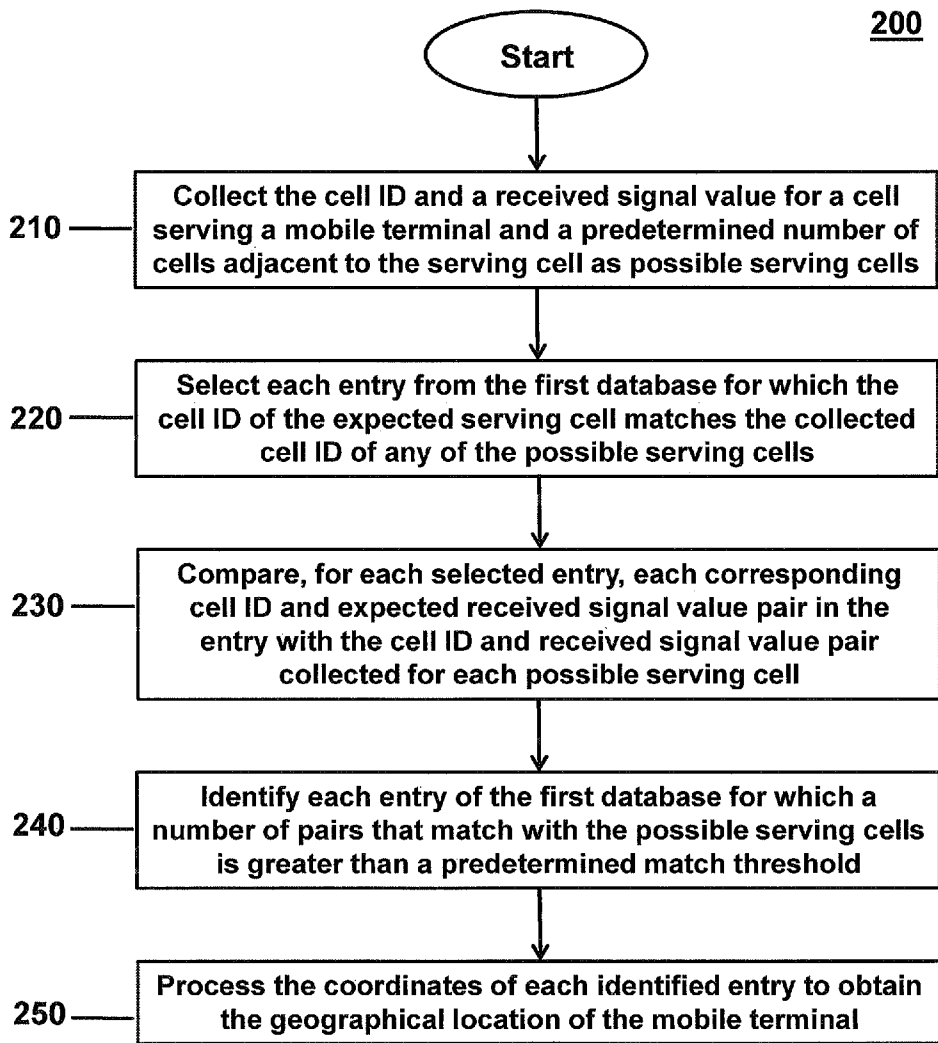 200
Start
210
Collect the cell ID and a received signal value for a cell
serving a mobile terminal and a predetermined number of
cells adjacent to the serving cell as possible serving cells
220
Select each entry from the first database for which the
cell ID of the expected serving cell matches the collected
cell ID of any of the possible serving cells
230
Compare, for each selected entry, each corresponding
cell ID and expected received signal value pair in the
entry with the cell ID and received signal value pair
collected for each possible serving cell
240
Identify each entry of the first database for which a
number of pairs that match with the possible serving cells
is greater than a predetermined match threshold
250
Process the coordinates of each identified entry to obtain
the geographical location of the mobile terminal